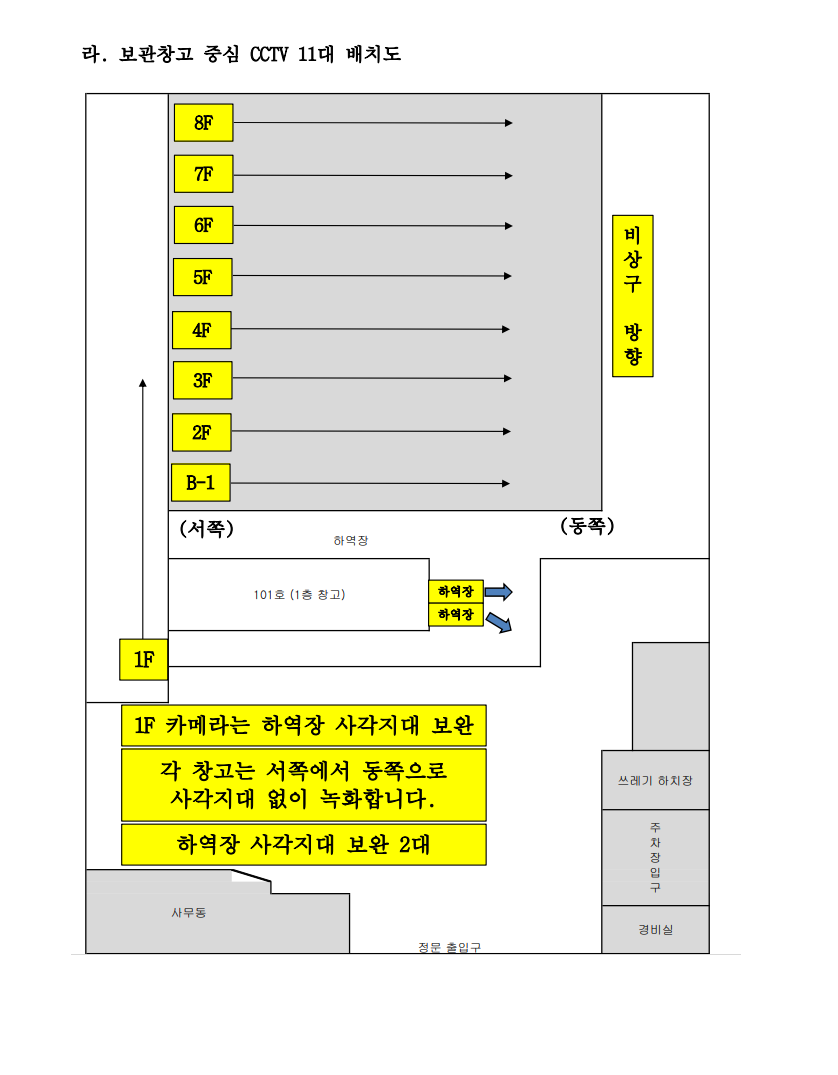 라. 보관창고 중심 CCTV 11대 배치도
8F
7F
6F
5F
4F
3F
2F
B-1
비
상
구
방
향
(서쪽)
(동쪽)
하역장
101호 (1층 창고)
하역장
하역장
1F
1F 카메라는 하역장 사각지대 보완
각 창고는 서쪽에서 동쪽으로
사각지대 없이 녹화합니다.
하역장 사각지대 보완 2대
쓰레기 하치장
주
차
장
입
구
사무동
경비실
정문 출입구